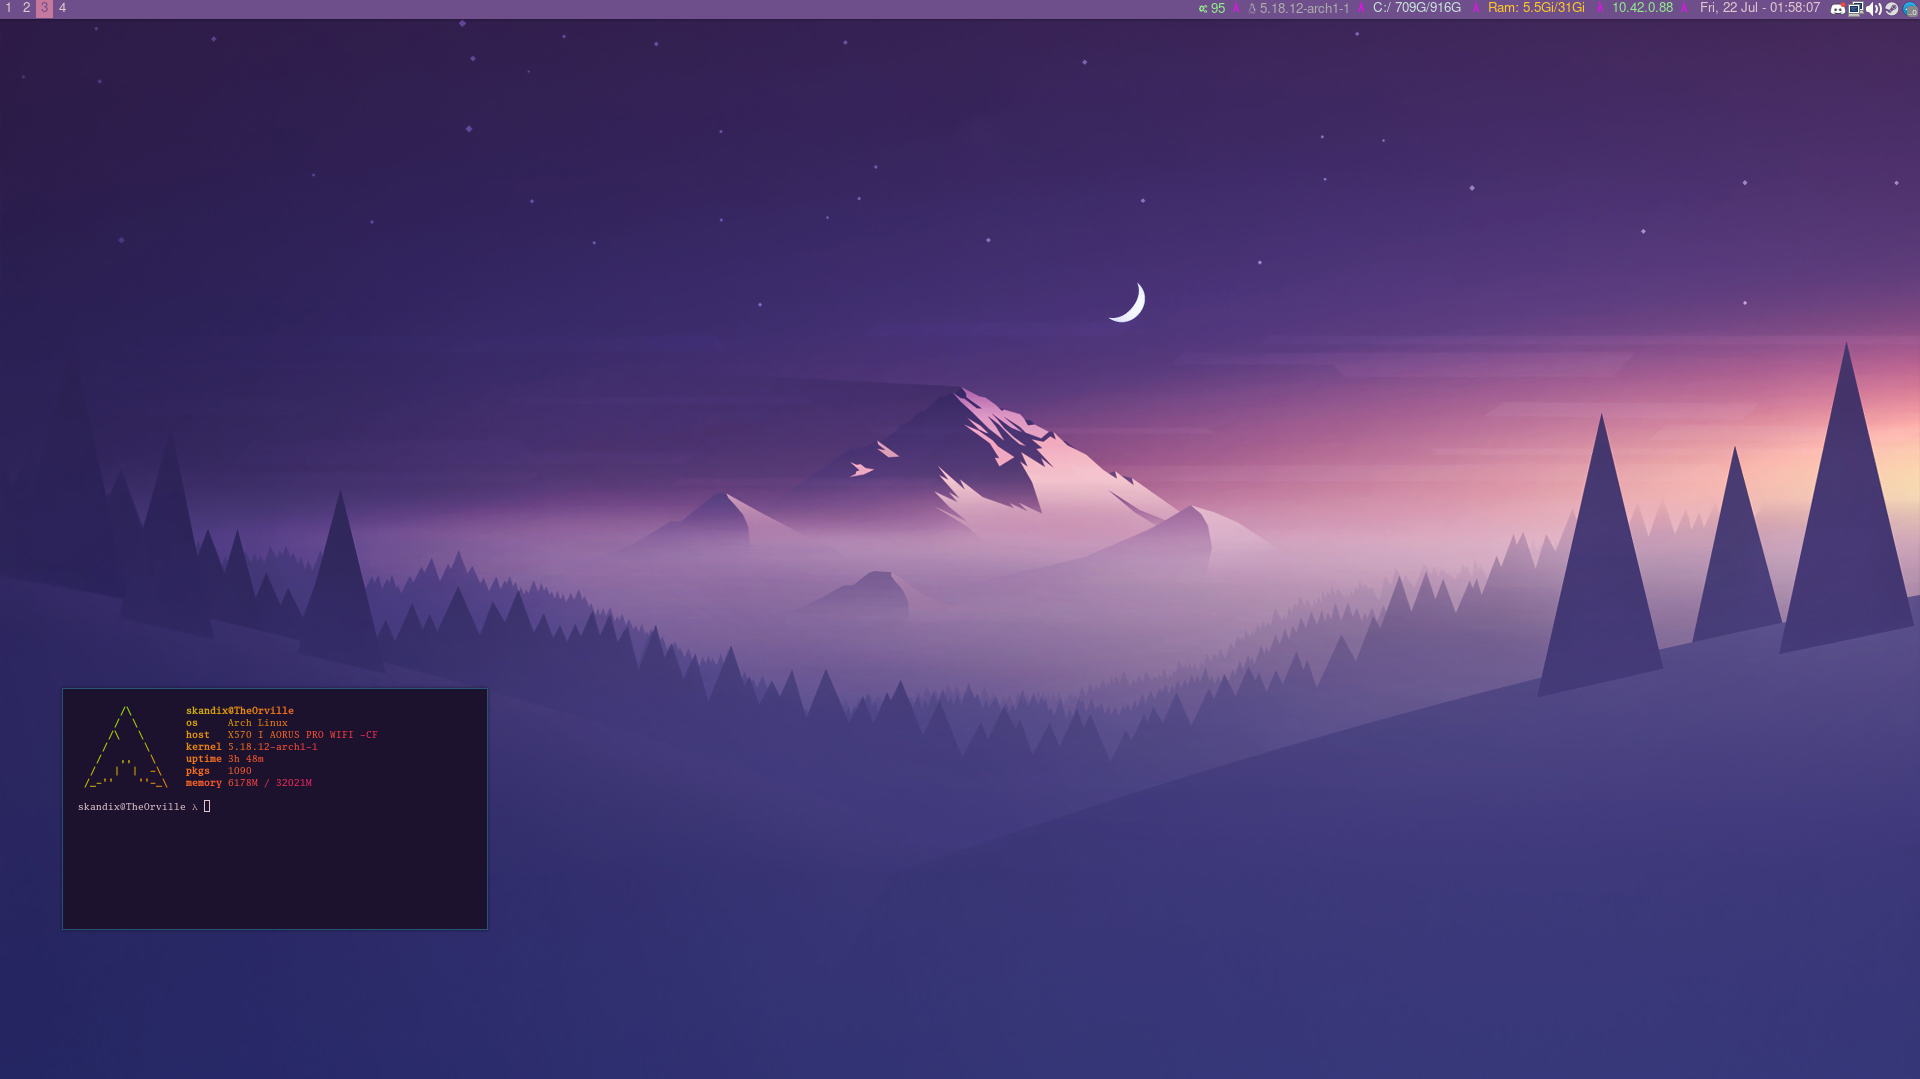 1 2 3 4 95 λ 5.18.12-arch1-1 λ C:/ 709G/916G λ Ram: 5.5Gi/31Gi λ 10.42.0.88 λ Fri, 22 Jul - 01:58:07
skandix@TheOrville
os Arch Linux
host X570 I AORUS PRO WIFI -CF
kernel 5.18.12-arch1-1
uptime 3h 48m
pkgs 1090
memory 6178M / 32021M
skandix@TheOrville λ